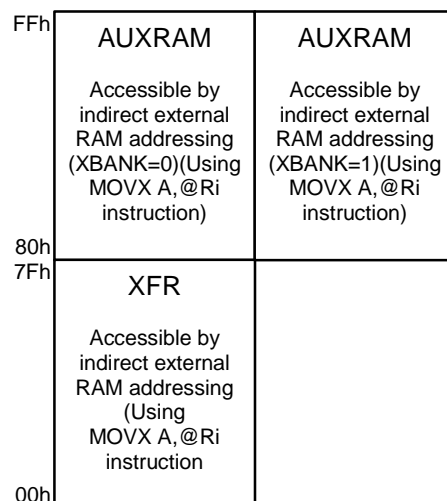 FFh
AUXRAM
Accessible by
indirect external
RAM addressing
(XBANK=0)(Using
MOVX A,@Ri
instruction)
AUXRAM
Accessible by
indirect external
RAM addressing
(XBANK=1)(Using
MOVX A,@Ri
instruction)
80h
7Fh
XFR
Accessible by
indirect external
RAM addressing
(Using
MOVX A,@Ri
instruction
00h